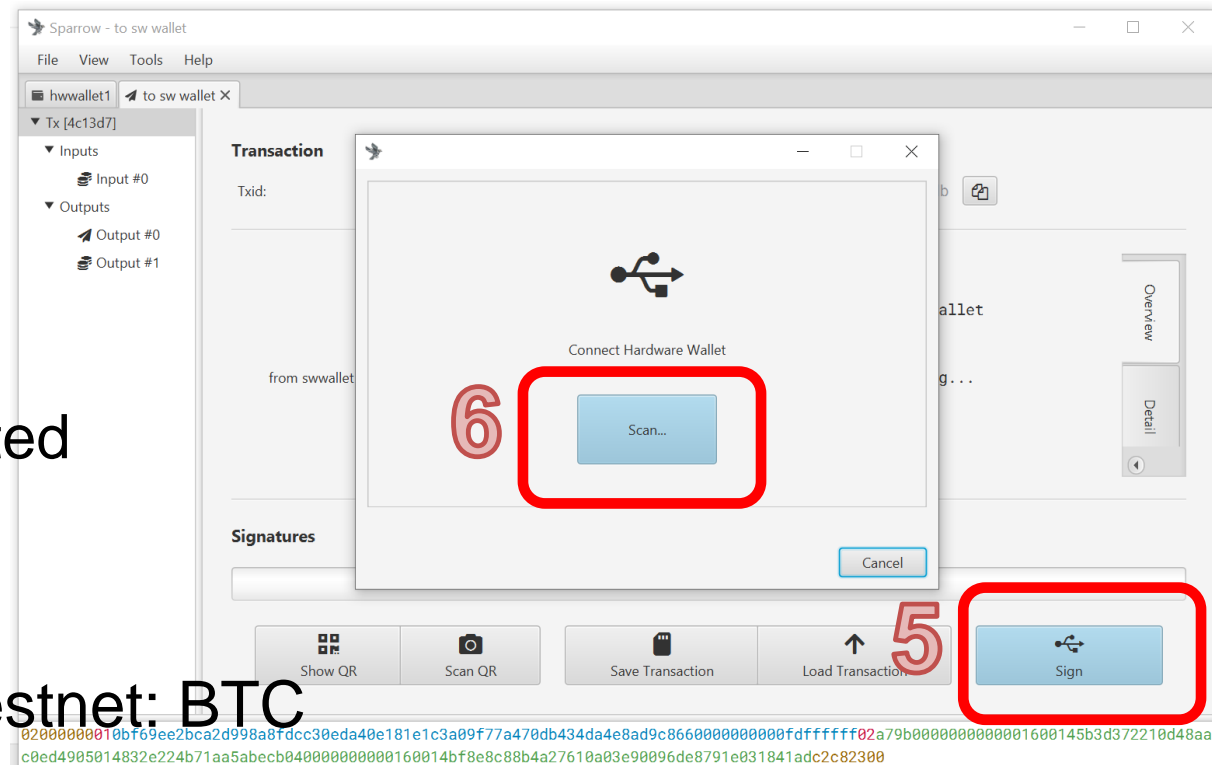 Sparrow - to sw wallet
File View Tools Help
hwwallet1 to sw wallet
Tx [4c13d7]
Inputs
Input #0
Outputs
Output #0
Output #1
Transaction
Txid:
b
Connect Hardware Wallet
allet
from swwallet
g...
Overview
Detail
6
Scan...
ted
Signatures
Cancel
5
Show QR Scan QR Save Transaction Load Transaction Sign
estnet: BTC
02000000010bf69ee2bca2d998a8fdcc30eda40e181e1c3a09f77a470db434da4e8ad9c8660000000000fdffffff02a79b0000000000001600145b3d372210d48aa
c0ed4905014832e224b71aa5abecb040000000000160014bf8e8c88b4a27610a03e90096de8791e031841adc2c82300